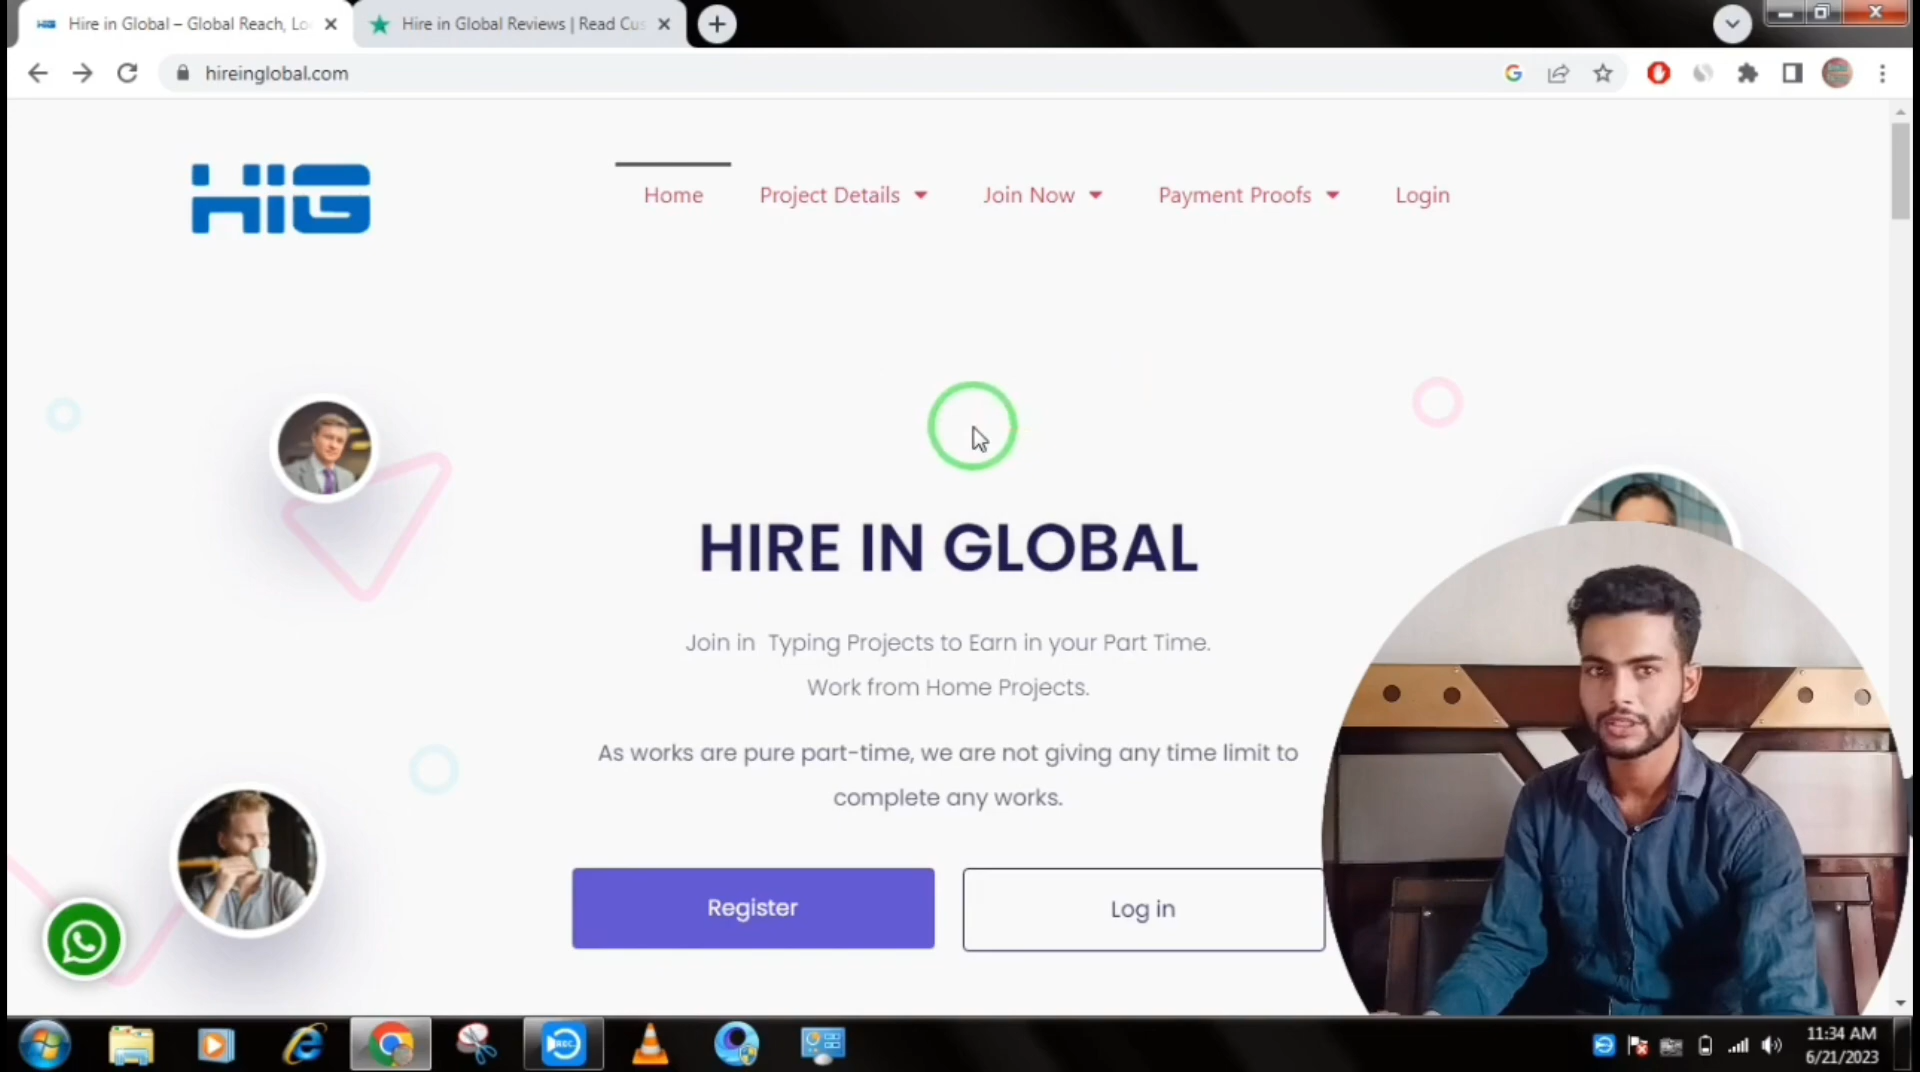 Hire in Global – Global Reach, Lo
Hire in Global Reviews | Read Cus
hireinglobal.com
HIG
Home
Project Details
Join Now
Payment Proofs
Login
HIRE IN GLOBAL
Join in Typing Projects to Earn in your Part Time.
Work from Home Projects.
As works are pure part-time, we are not giving any time limit to
complete any works.
Register
Log in
REC
11:34 AM
6/21/2023